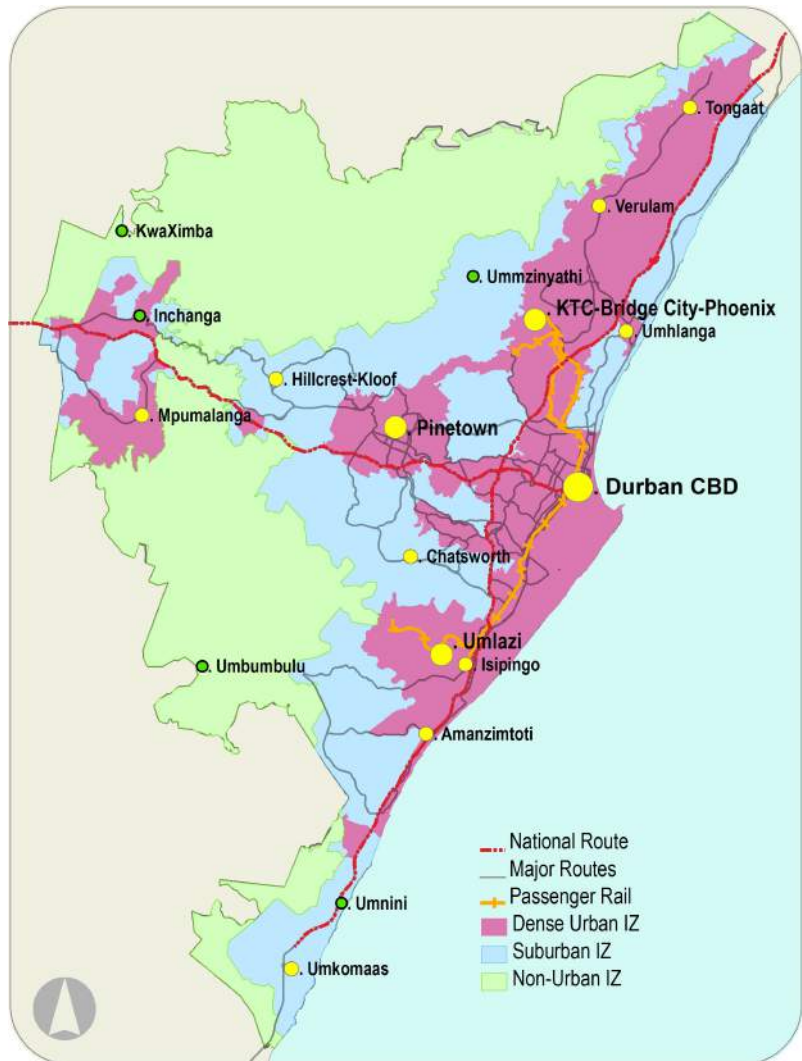 . Tongaat
. Verulam
. KwaXimba
. Ummzinyathi
. Inchanga
. KTC-Bridge City-Phoenix
. Umhlanga
. Hillcrest-Kloof
. Mpumalanga
. Pinetown
. Durban CBD
. Chatsworth
. Umlazi
. Isipingo
. Umbumbulu
. Amanzimtoti
National Route
Major Routes
Passenger Rail
. Umnini
Dense Urban IZ
Suburban IZ
. Umkomaas
Non-Urban IZ